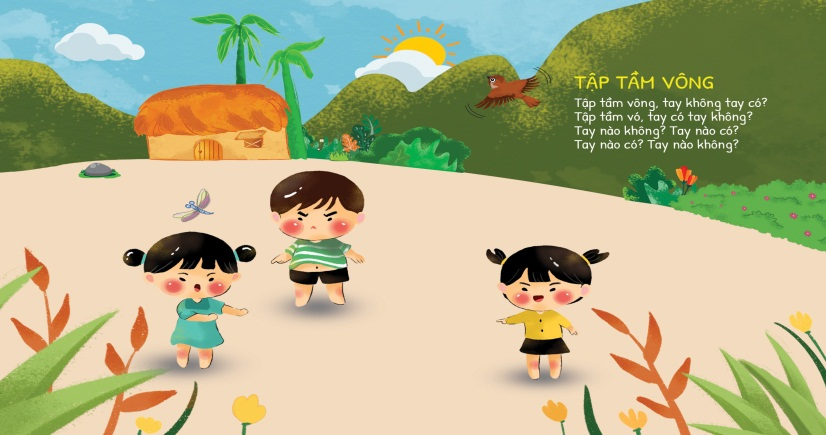 TẬP TẦM VÔNG
Tập tầm vông, tay không tay có?
Tập tầm vó, tay có tay không?
Tay nào không? Tay nào có?
Tay nào có? Tay nào không?